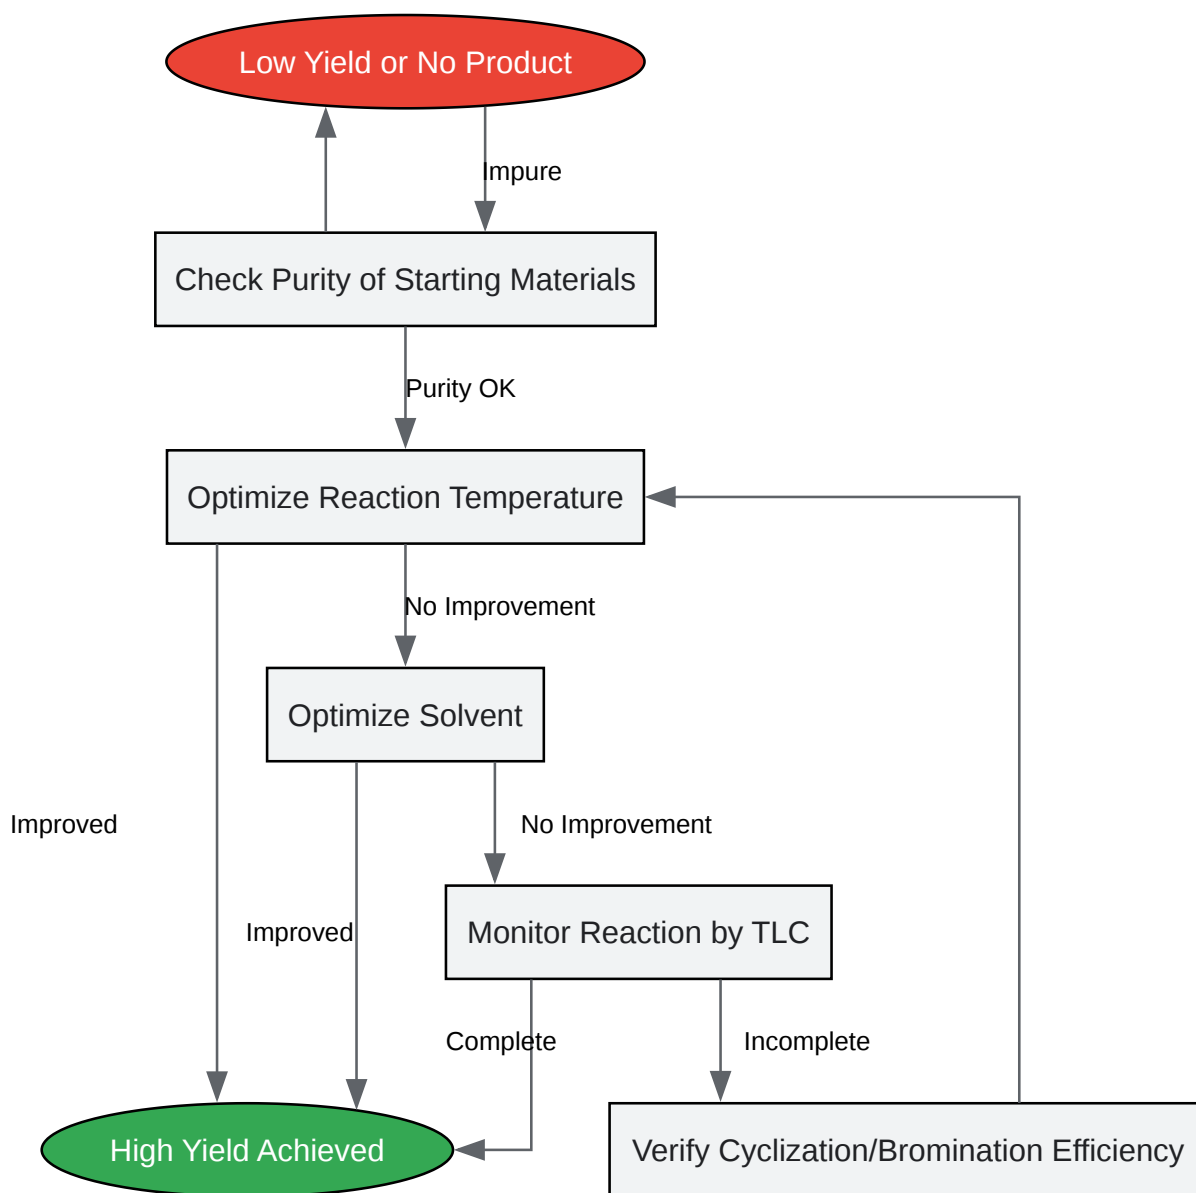 Low Yield or No Product
Impure
Check Purity of Starting Materials
Purity OK
Optimize Reaction Temperature
No Improvement
Optimize Solvent
Improved
No Improvement
Improved
Monitor Reaction by TLC
Complete
Incomplete
High Yield Achieved
Verify Cyclization/Bromination Efficiency